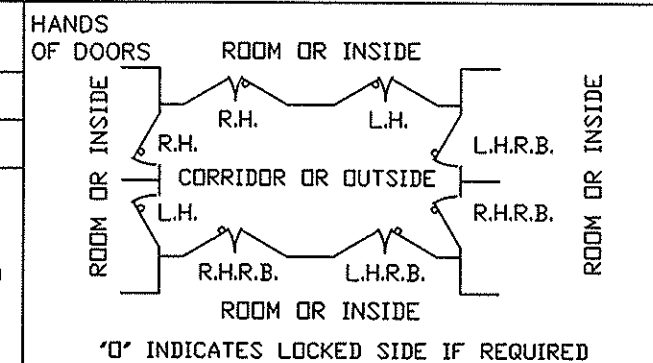 HANDS
OF DOORS
ROOM OR INSIDE
R.H.
L.H.
R.H.
L.H.R.B.
ROOM OR INSIDE
CORRIDOR OR OUTSIDE
ROOM OR INSIDE
L.H.
R.H.R.B.
R.H.R.B.
L.H.R.B.
ROOM OR INSIDE
'O' INDICATES LOCKED SIDE IF REQUIRED